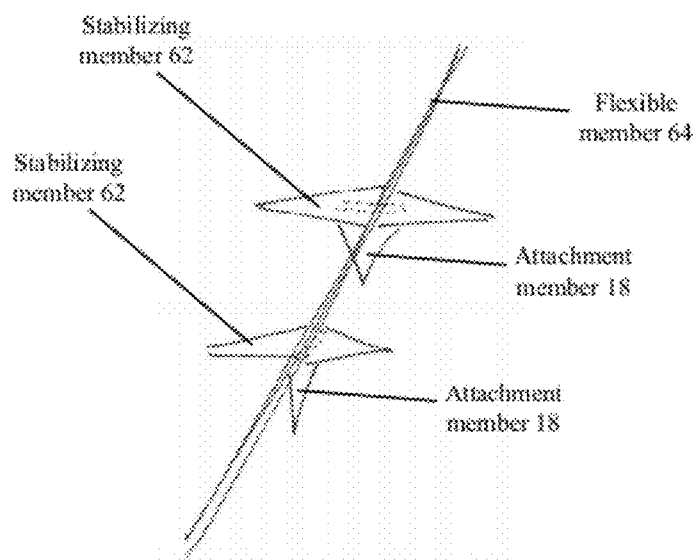 Stabilizing
member 62
Flexible
member 64
Stabilizing
member 62
Attachment
member 18
Attachment
member 18